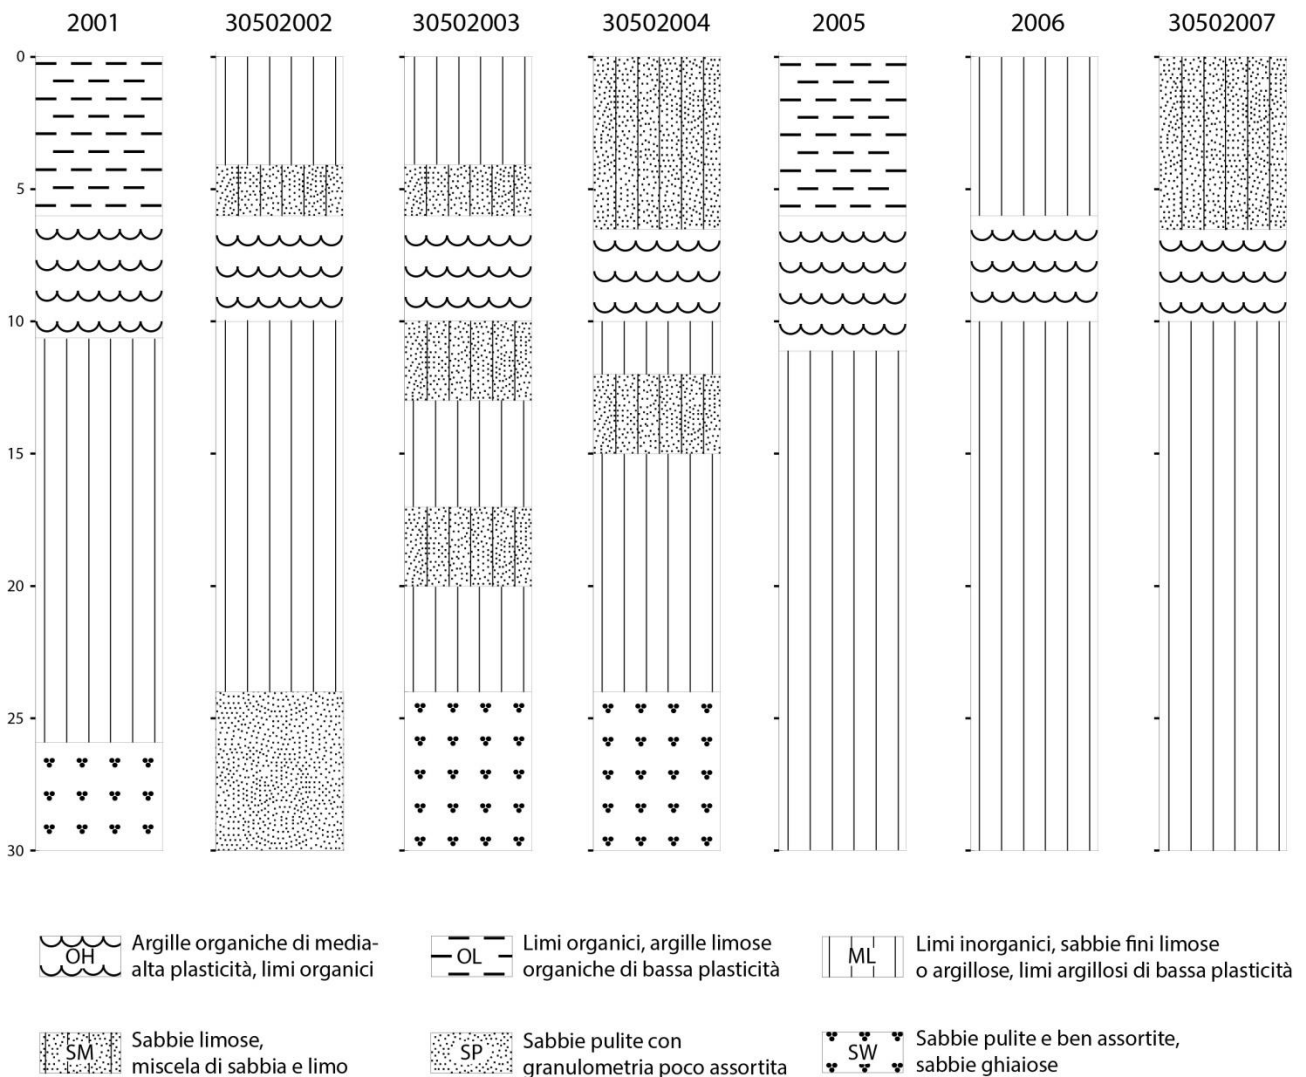 2001 30502002 30502003 30502004 2005 2006 30502007
0
5
10
15
20
25
30
OH Argille organiche di media-
alta plasticità, limi organici
OL Limi organici, argille limose
organiche di bassa plasticità
ML Limi inorganici, sabbie fini limose
o argillose, limi argillosi di bassa plasticità
SM Sabbie limose,
miscela di sabbia e limo
SP Sabbie pulite con
granulometria poco assortita
SW Sabbie pulite e ben assortite,
sabbie ghiaiose